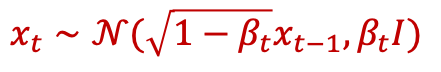 x_t ∼ 𝒩(√(1 − β_t) x_{t−1}, β_t I)